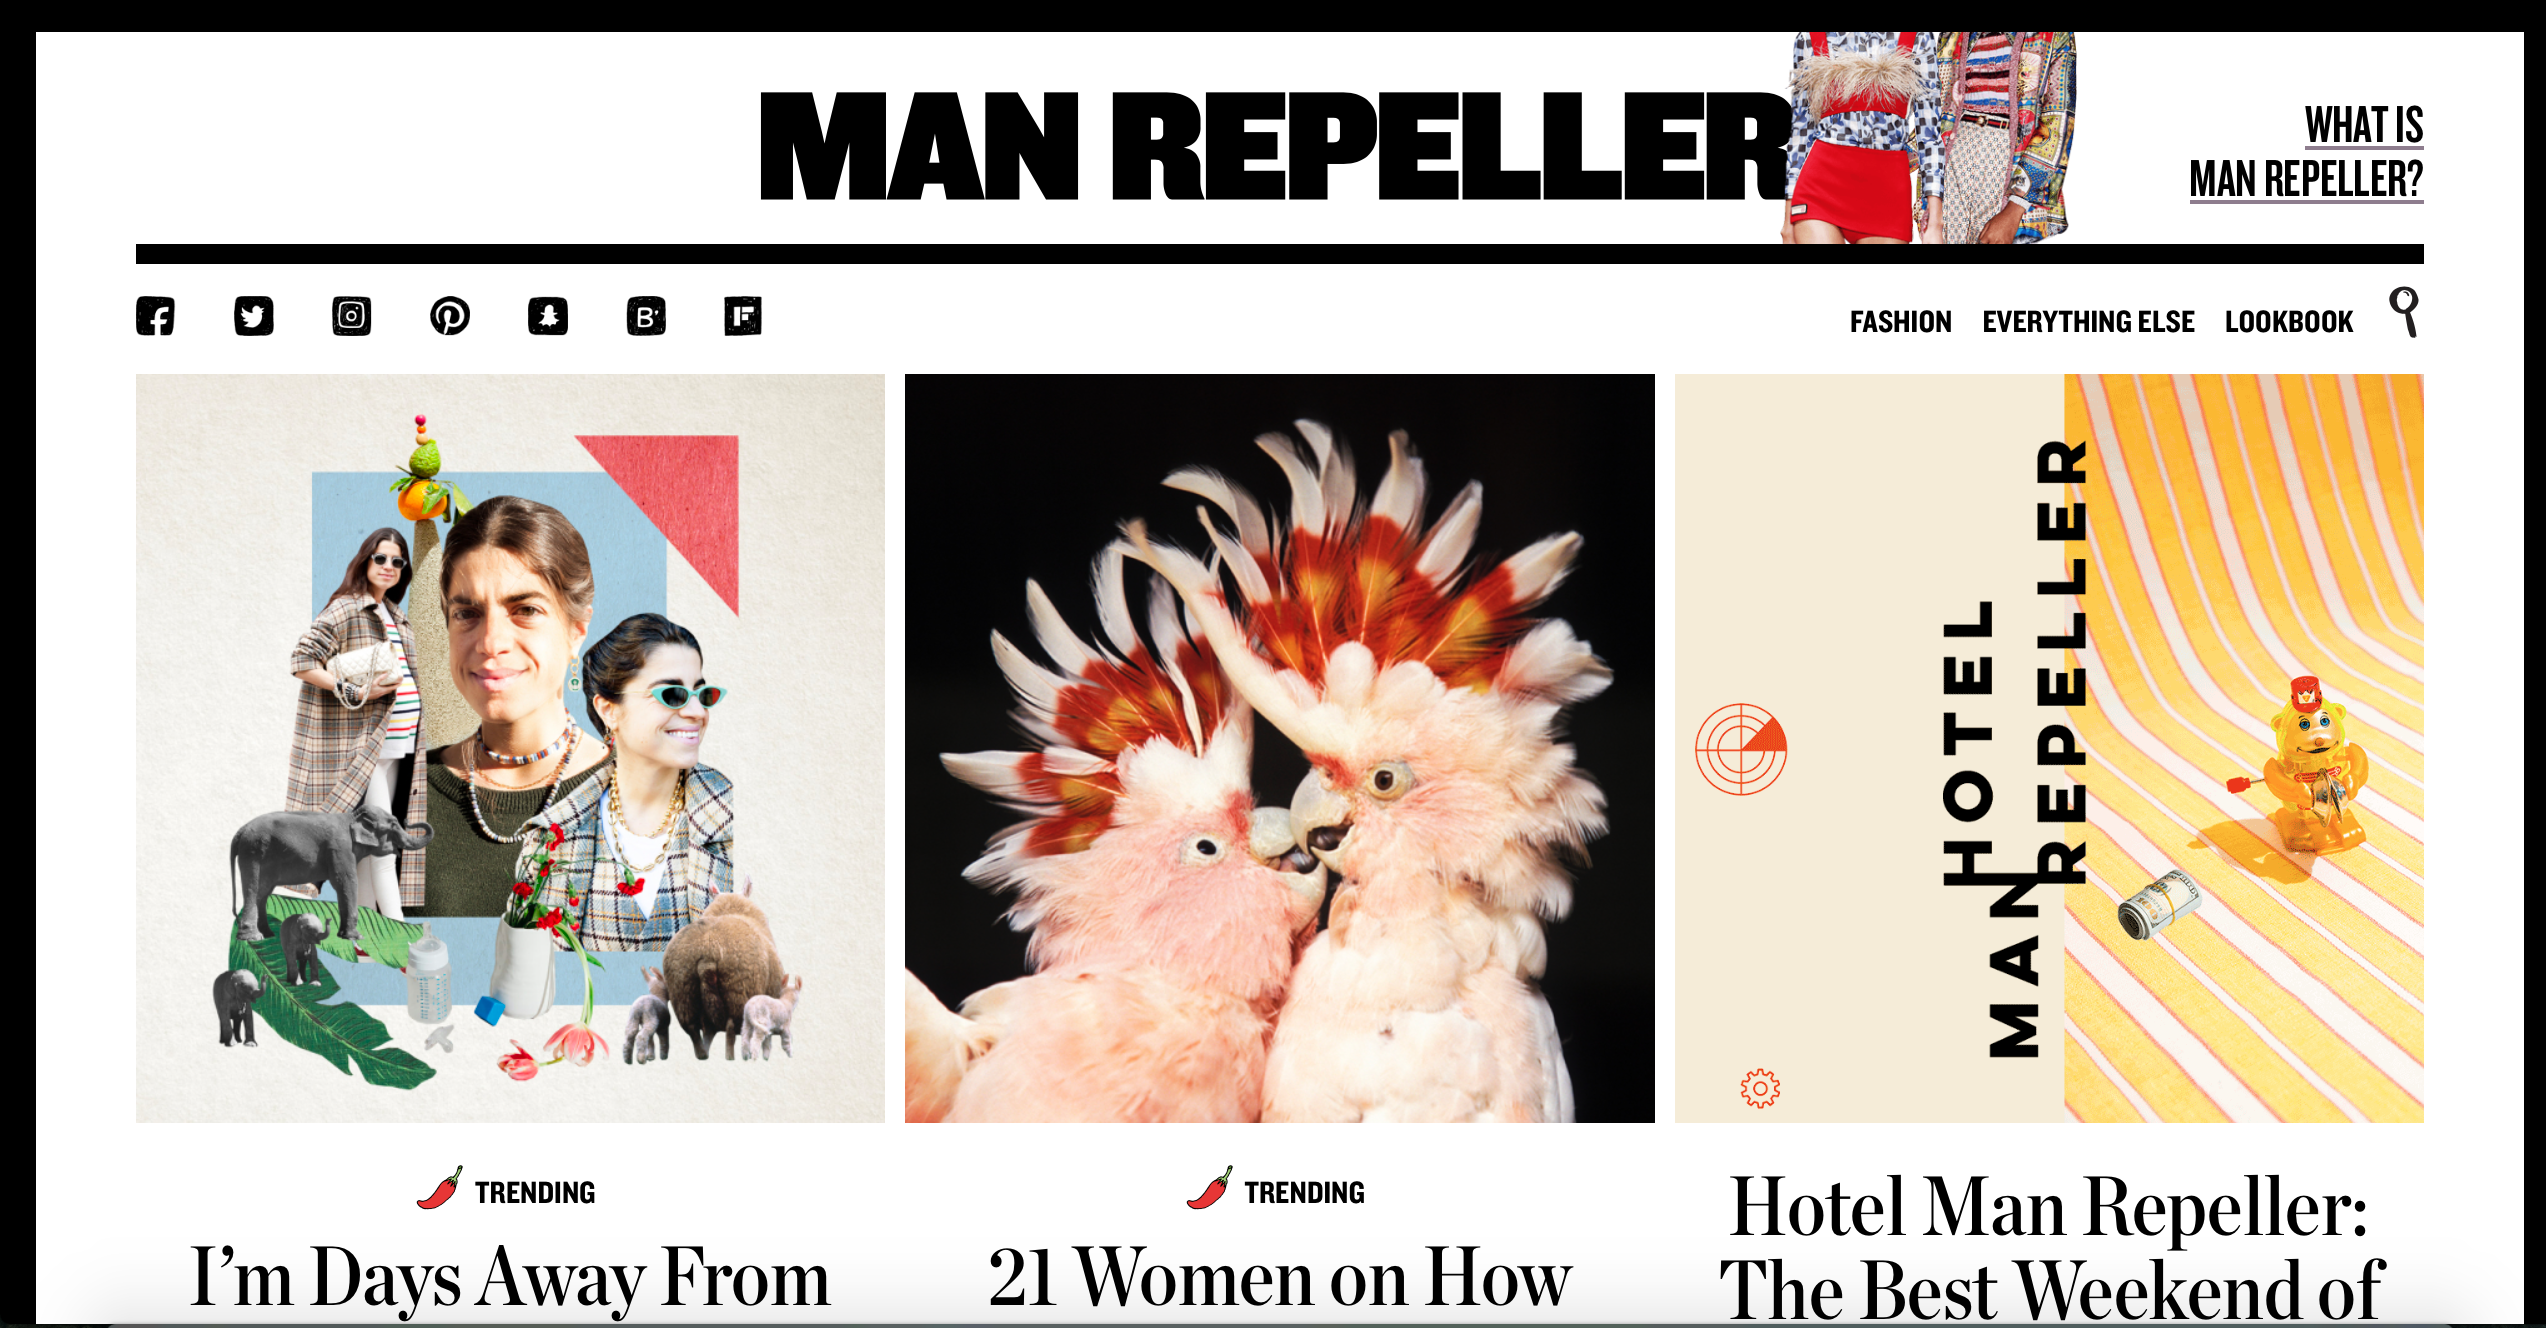 MAN REPELLER
WHAT IS
MAN REPELLER?
FASHION EVERYTHING ELSE LOOKBOOK
HOTEL
MAN REPELLER
TRENDING
I’m Days Away From
TRENDING
21 Women on How
Hotel Man Repeller:
The Best Weekend of